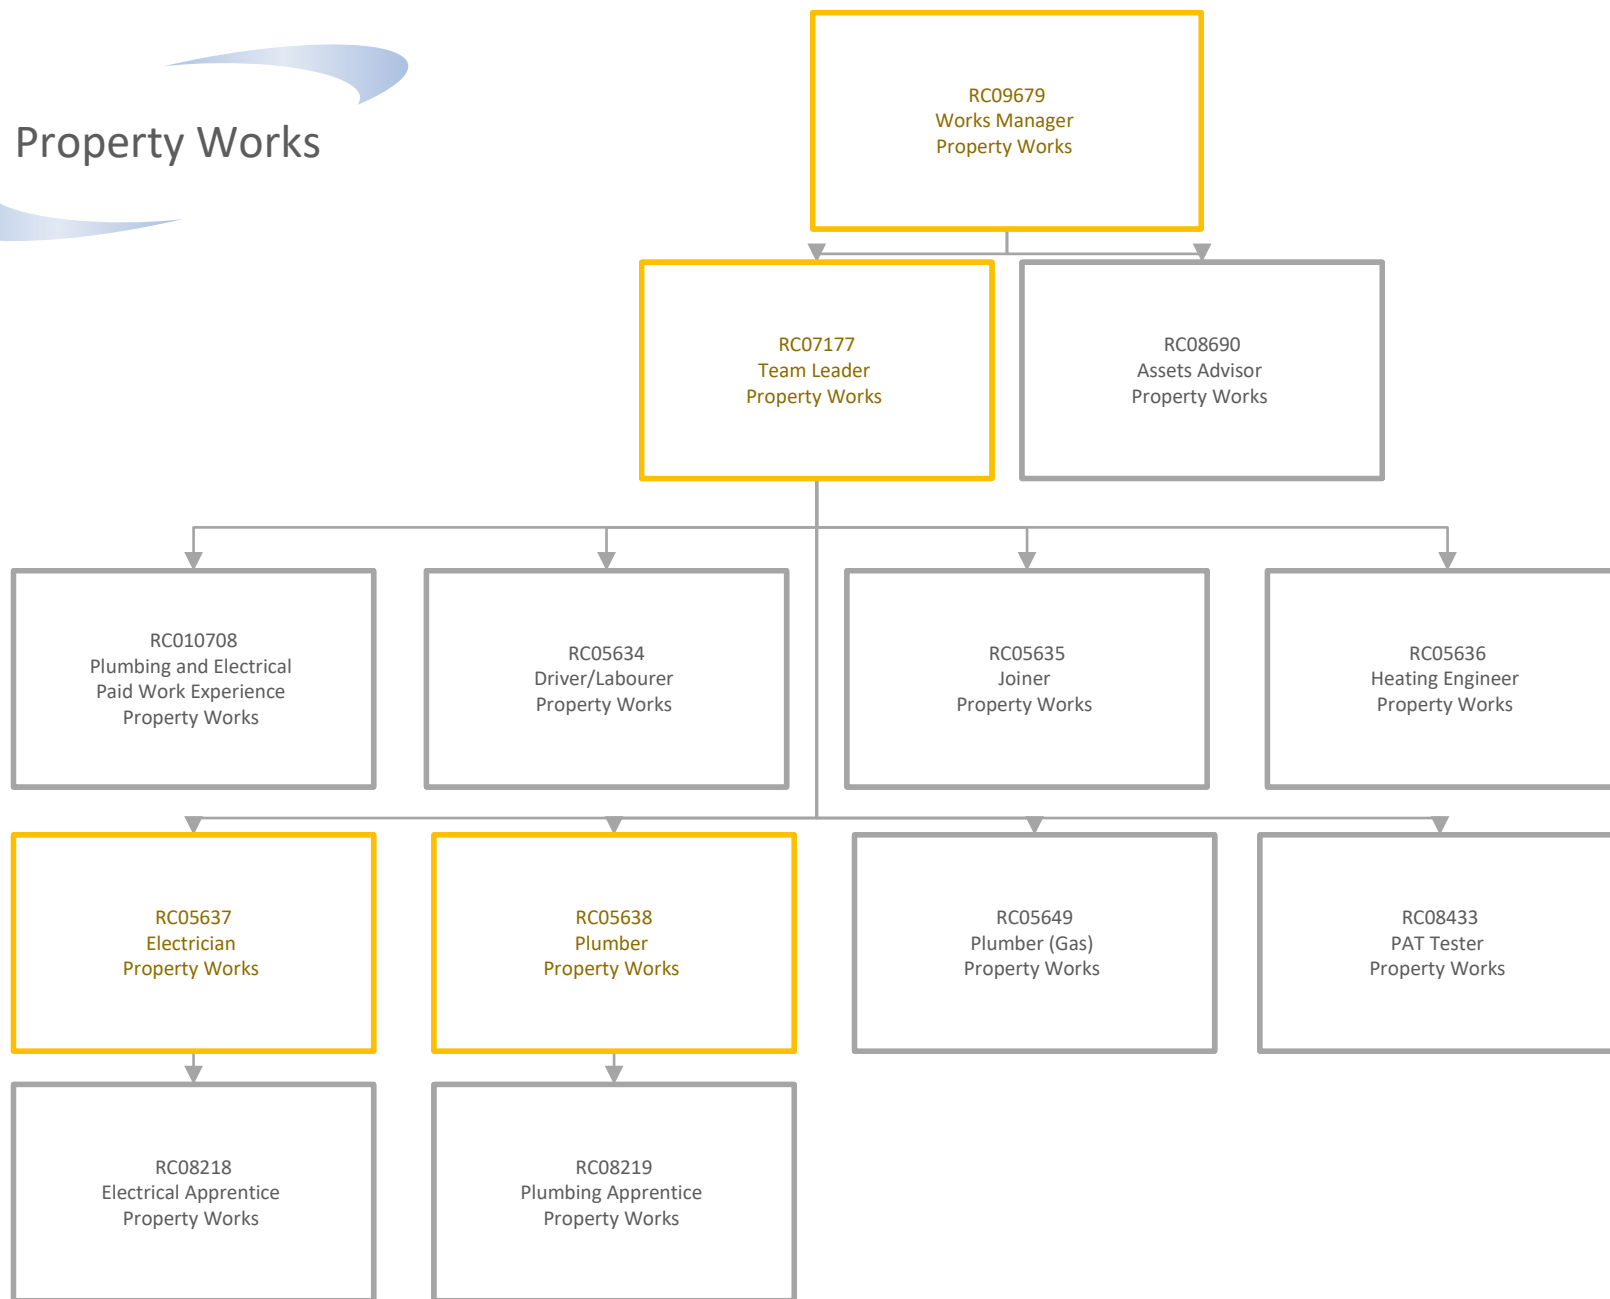 Property Works
RC09679
Works Manager
Property Works
RC07177
Team Leader
Property Works
RC08690
Assets Advisor
Property Works
RC010708
Plumbing and Electrical
Paid Work Experience
Property Works
RC05634
Driver/Labourer
Property Works
RC05635
Joiner
Property Works
RC05636
Heating Engineer
Property Works
RC05637
Electrician
Property Works
RC05638
Plumber
Property Works
RC05649
Plumber (Gas)
Property Works
RC08433
PAT Tester
Property Works
RC08218
Electrical Apprentice
Property Works
RC08219
Plumbing Apprentice
Property Works